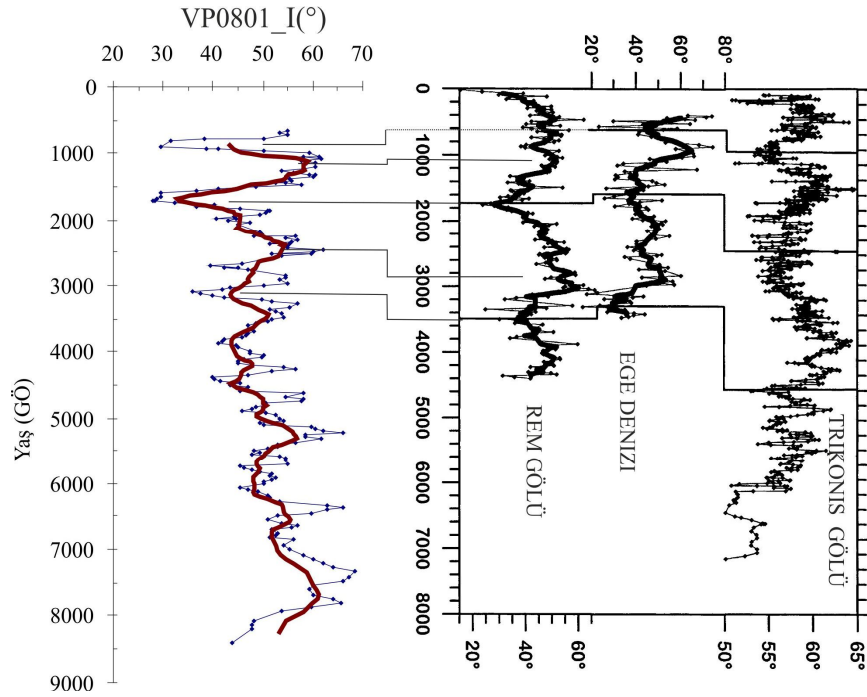 VP0801_I(°)
20 30 40 50 60 70
20° 40° 60° 80°
0
1000
2000
3000
4000
5000
6000
7000
8000
9000
Yaş (GÖ)
0
1000
2000
3000
4000
5000
6000
7000
8000
REM GÖLÜ
EGE DENIZI
TRIKONIS GÖLÜ
20° 40° 60°
50° 55° 60° 65°